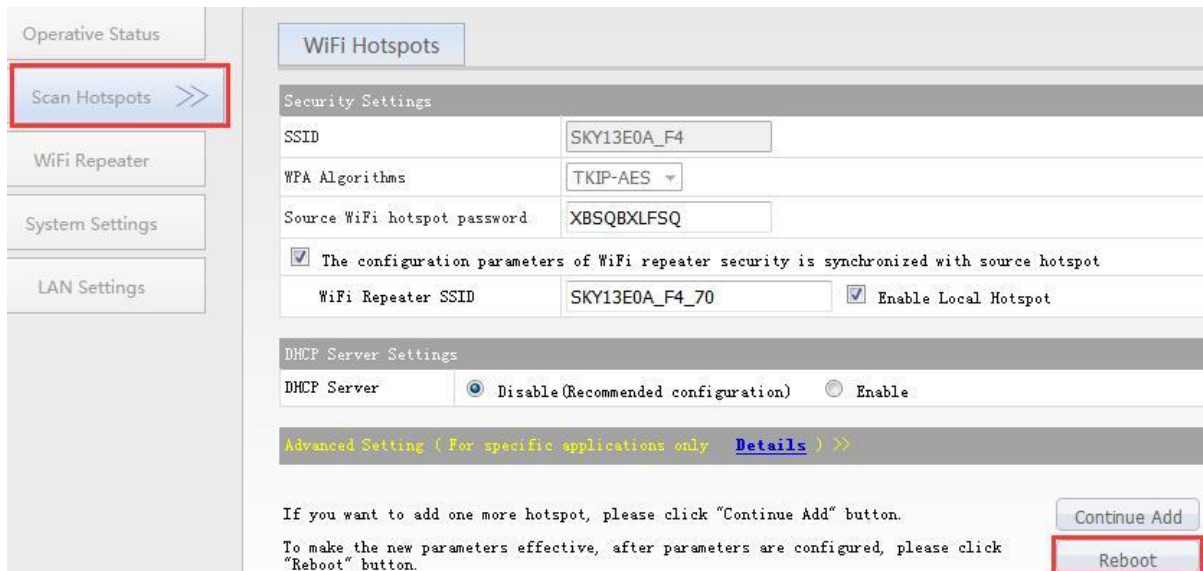 Operative Status
Scan Hotspots >>
WiFi Repeater
System Settings
LAN Settings
WiFi Hotspots
Security Settings
SSID SKY13E0A_F4
WPA Algorithms TKIP-AES
Source WiFi hotspot password XBSQBXLFSQ
The configuration parameters of WiFi repeater security is synchronized with source hotspot
WiFi Repeater SSID SKY13E0A_F4_70 Enable Local Hotspot
DHCP Server Settings
DHCP Server Disable(Recommended configuration) Enable
Advanced Setting ( For specific applications only Details ) >>
If you want to add one more hotspot, please click "Continue Add" button.
Continue Add
To make the new parameters effective, after parameters are configured, please click
"Reboot" button.
Reboot